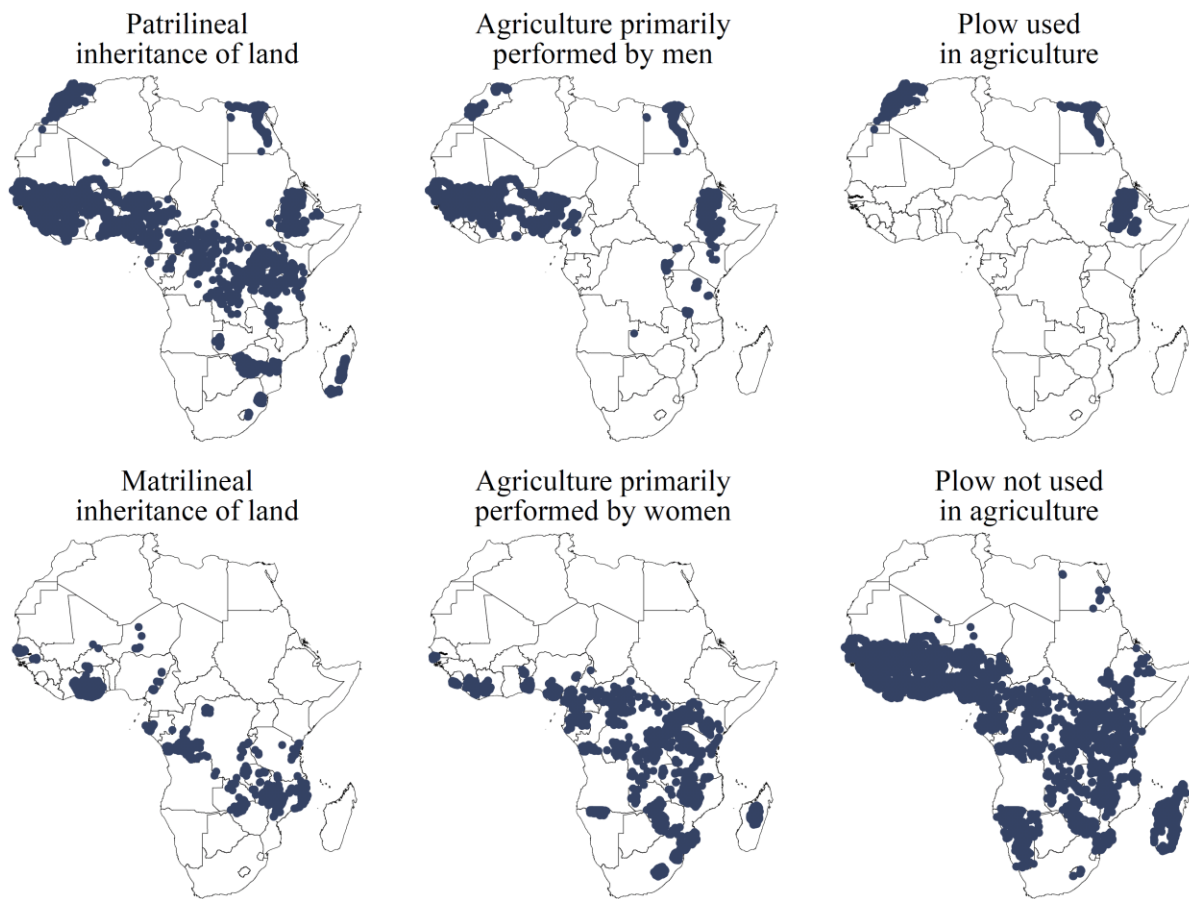 Patrilineal
inheritance of land
Agriculture primarily
performed by men
Plow used
in agriculture
Matrilineal
inheritance of land
Agriculture primarily
performed by women
Plow not used
in agriculture